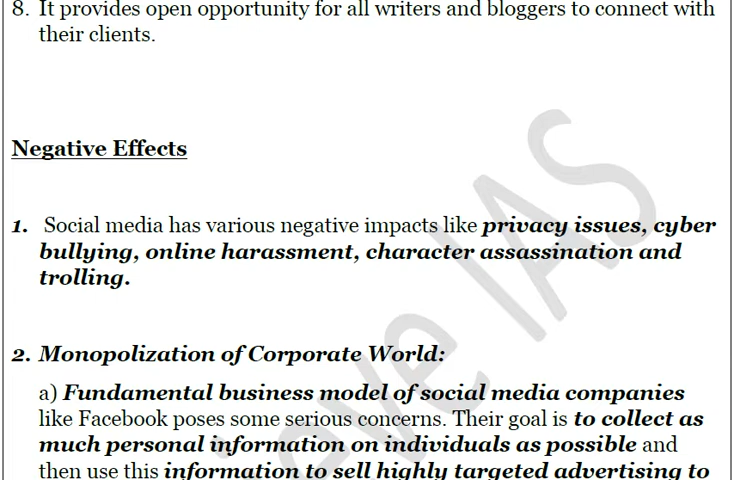 8. It provides open opportunity for all writers and bloggers to connect with
their clients.
Negative Effects
1. Social media has various negative impacts like privacy issues, cyber
bullying, online harassment, character assassination and
trolling.
2. Monopolization of Corporate World:
a) Fundamental business model of social media companies
like Facebook poses some serious concerns. Their goal is to collect as
much personal information on individuals as possible and
then use this information to sell highly targeted advertising to
eve IAS